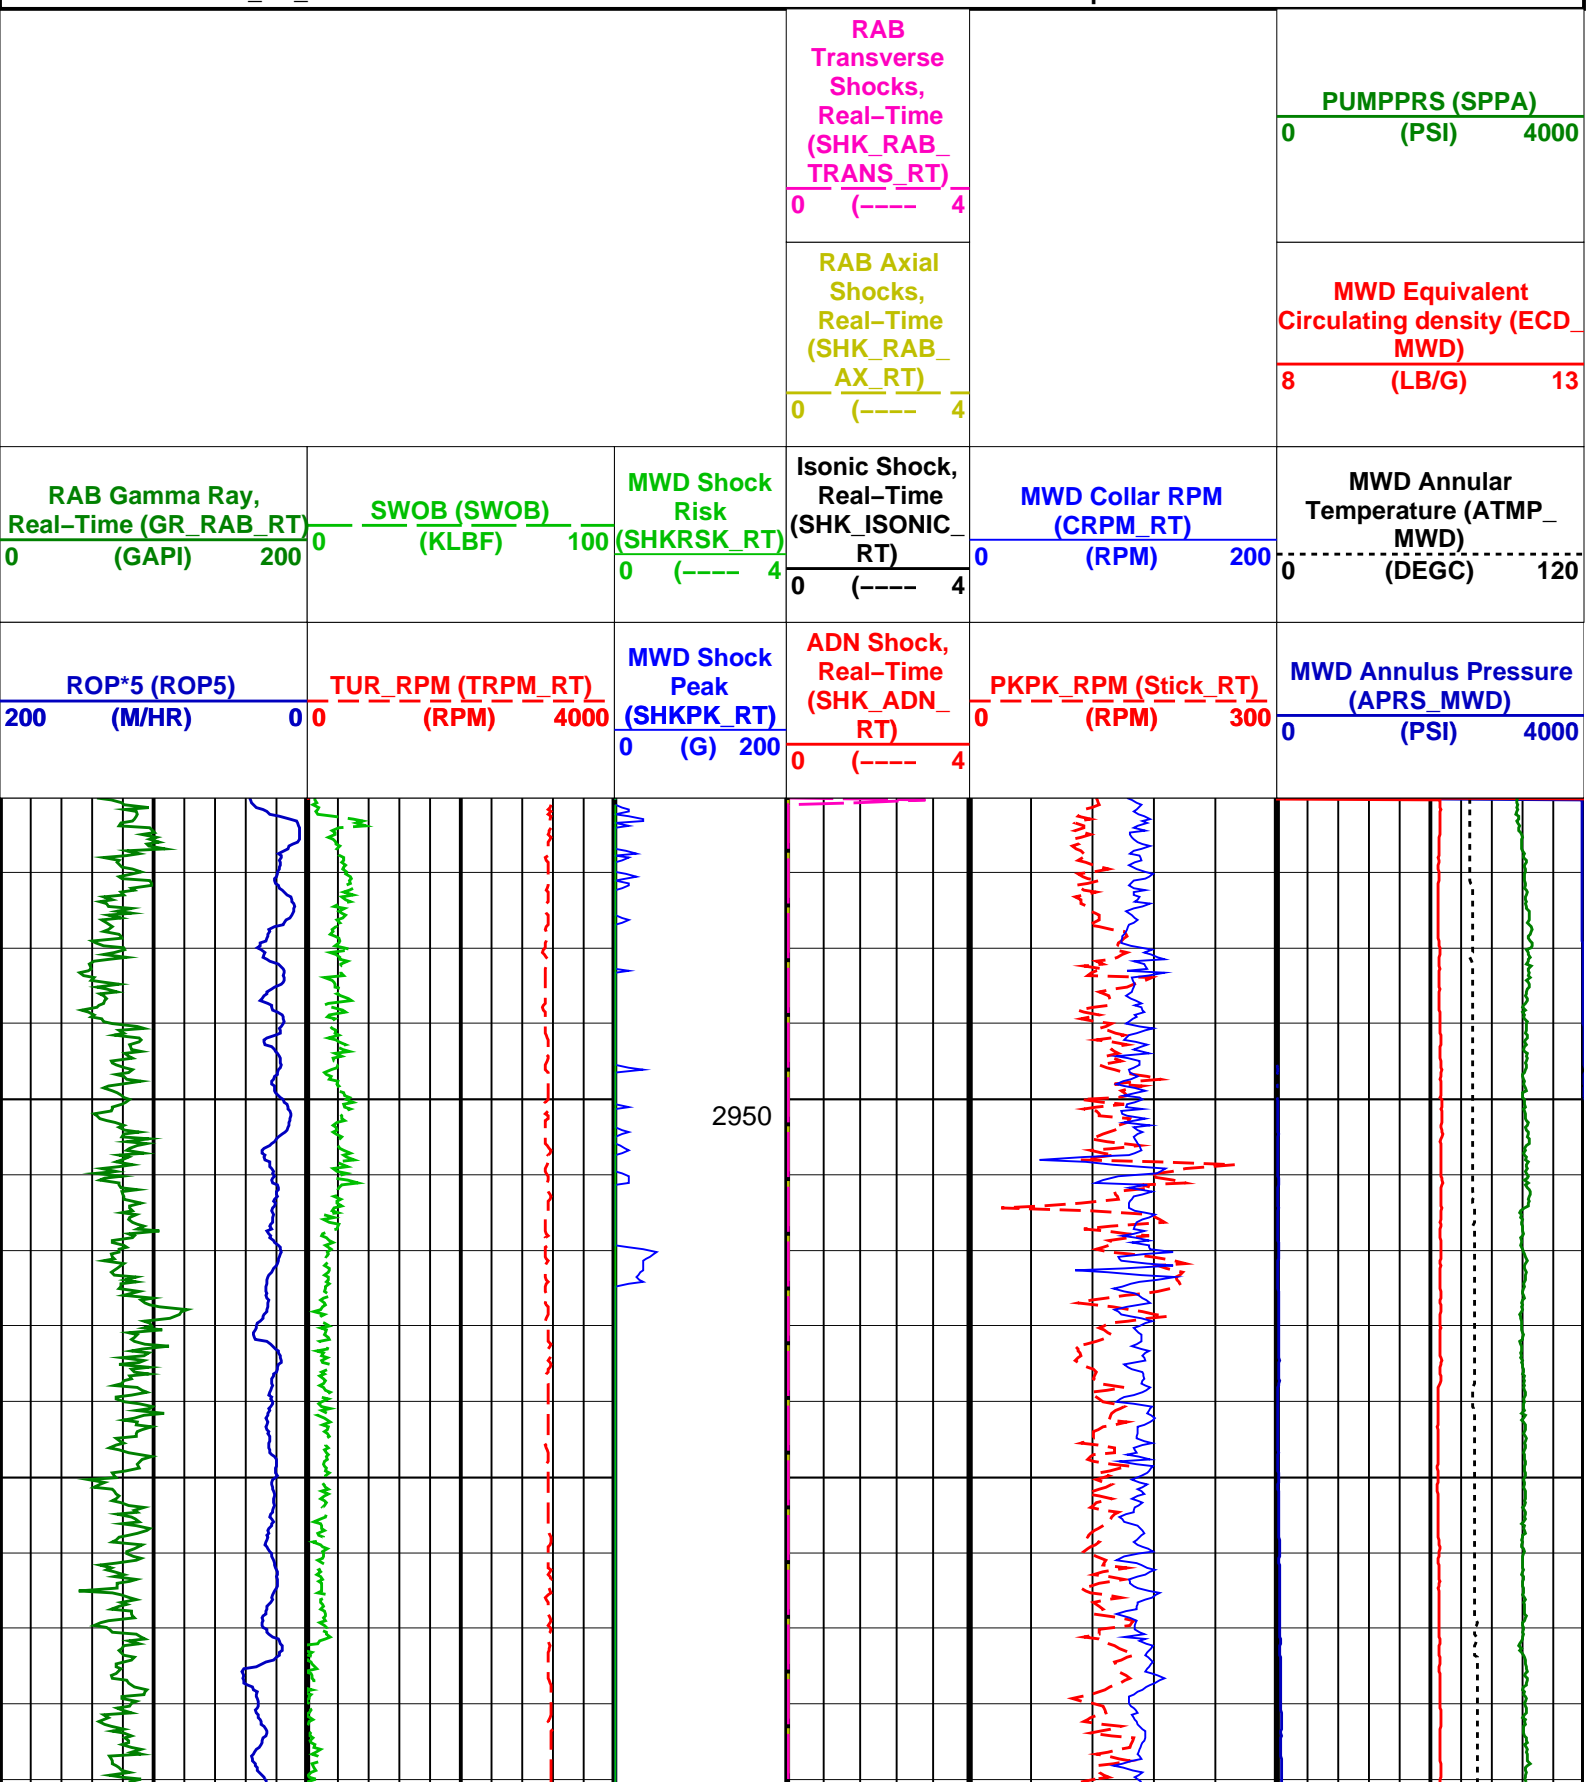 RAB
Transverse
Shocks,
Real−Time
(SHK_RAB_
TRANS_RT)
0 (−−−− 4
PUMPPRS (SPPA)
0 (PSI) 4000
RAB Axial
Shocks,
Real−Time
(SHK_RAB_
AX_RT)
0 (−−−− 4
MWD Equivalent
Circulating density (ECD_
MWD)
8 (LB/G) 13
RAB Gamma Ray,
Real−Time (GR_RAB_RT)
0 (GAPI) 200
SWOB (SWOB)
0 (KLBF) 100
MWD Shock
Risk
(SHKRSK_RT)
0 (−−−− 4
Isonic Shock,
Real−Time
(SHK_ISONIC_
RT)
0 (−−−− 4
MWD Collar RPM
(CRPM_RT)
0 (RPM) 200
MWD Annular
Temperature (ATMP_
MWD)
0 (DEGC) 120
ROP*5 (ROP5)
200 (M/HR) 0
TUR_RPM (TRPM_RT)
0 (RPM) 4000
MWD Shock
Peak
(SHKPK_RT)
0 (G) 200
ADN Shock,
Real−Time
(SHK_ADN_
RT)
0 (−−−− 4
PKPK_RPM (Stick_RT)
0 (RPM) 300
MWD Annulus Pressure
(APRS_MWD)
0 (PSI) 4000
2950